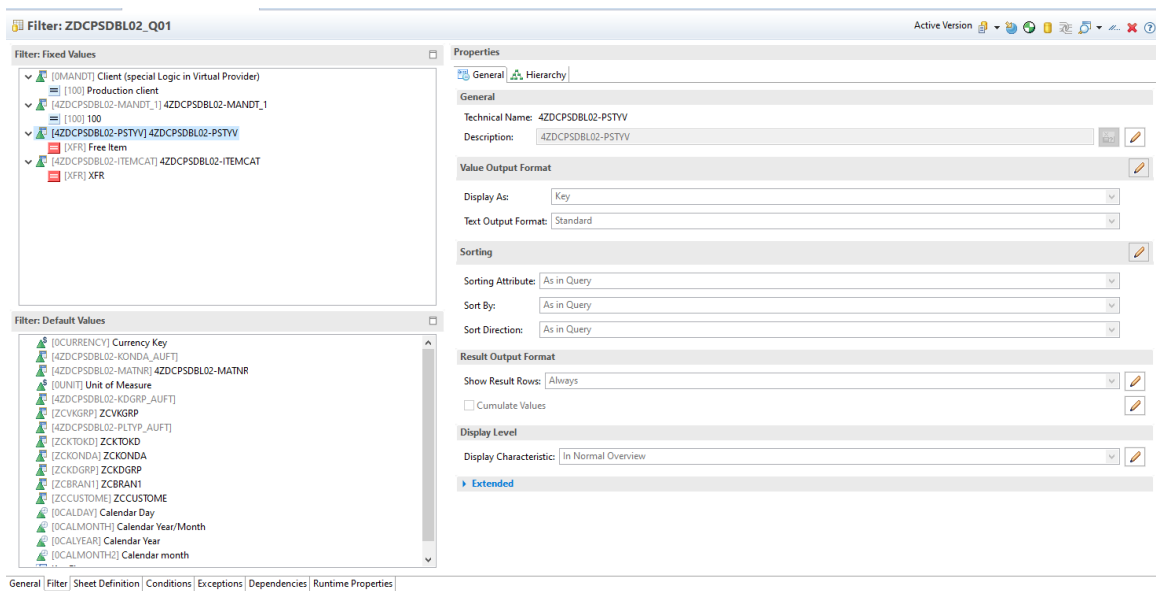 Filter: ZDCPSDBL02_Q01
Active Version
Filter: Fixed Values
[0MANDT] Client (special Logic in Virtual Provider)
[100] Production client
[4ZDCPSDBL02-MANDT_1] 4ZDCPSDBL02-MANDT_1
[100] 100
[4ZDCPSDBL02-PSTYV] 4ZDCPSDBL02-PSTYV
[XFR] Free Item
[4ZDCPSDBL02-ITEMCAT] 4ZDCPSDBL02-ITEMCAT
[XFR] XFR
Filter: Default Values
[0CURRENCY] Currency Key
[4ZDCPSDBL02-KONDA_AUFT]
[4ZDCPSDBL02-MATNR] 4ZDCPSDBL02-MATNR
[0UNIT] Unit of Measure
[4ZDCPSDBL02-KDGRP_AUFT]
[ZCVKGRP] ZCVKGRP
[4ZDCPSDBL02-PLTYP_AUFT]
[ZCKTOKD] ZCKTOKD
[ZCKONDA] ZCKONDA
[ZCKDGRP] ZCKDGRP
[ZCBRAN1] ZCBRAN1
[ZCCUSTOME] ZCCUSTOME
[0CALDAY] Calendar Day
[0CALMONTH] Calendar Year/Month
[0CALYEAR] Calendar Year
[0CALMONTH2] Calendar month
Properties
General Hierarchy
General
Technical Name: 4ZDCPSDBL02-PSTYV
Description: 4ZDCPSDBL02-PSTYV
Value Output Format
Display As: Key
Text Output Format: Standard
Sorting
Sorting Attribute: As in Query
Sort By: As in Query
Sort Direction: As in Query
Result Output Format
Show Result Rows: Always
Cumulate Values
Display Level
Display Characteristic: In Normal Overview
Extended
General Filter Sheet Definition Conditions Exceptions Dependencies Runtime Properties